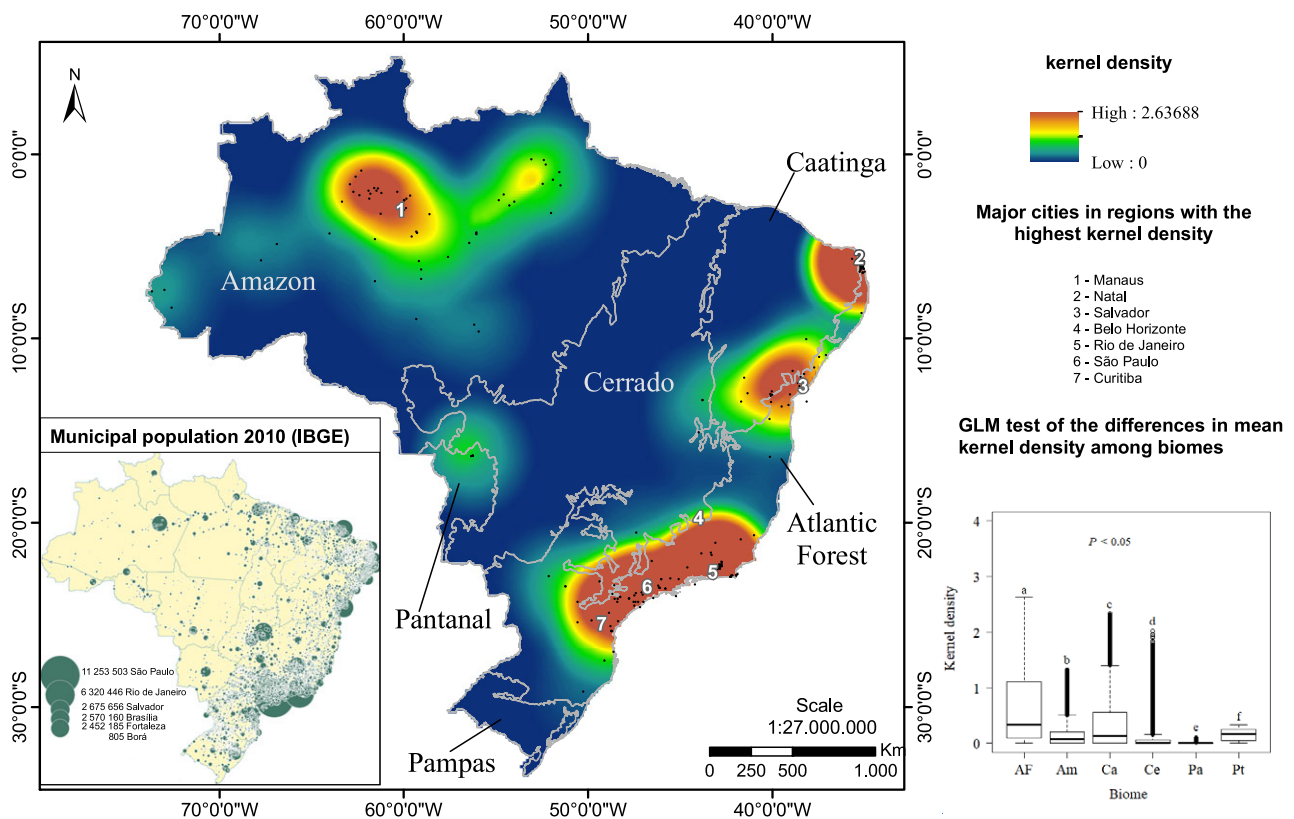 70°0'0"W 60°0'0"W 50°0'0"W 40°0'0"W
N
0°0'0"
10°0'0"S
20°0'0"S
30°0'0"S
Caatinga
Amazon
Cerrado
Atlantic
Forest
Pantanal
Pampas
1
2
3
4
5
6
7
Scale
1:27.000.000
Km
0 250 500 1.000
0°0'0"
10°0'0"S
20°0'0"S
30°0'0"S
70°0'0"W 60°0'0"W 50°0'0"W 40°0'0"W
Municipal population 2010 (IBGE)
11 253 503 São Paulo
6 320 446 Rio de Janeiro
2 675 656 Salvador
2 570 160 Brasília
2 452 185 Fortaleza
805 Borá
kernel density
High : 2.63688
Low : 0
Major cities in regions with the
highest kernel density
1 - Manaus
2 - Natal
3 - Salvador
4 - Belo Horizonte
5 - Rio de Janeiro
6 - São Paulo
7 - Curitiba
GLM test of the differences in mean
kernel density among biomes
P < 0.05
Kernel density
4
3
2
1
0
a
b
c
d
e
f
AF Am Ca Ce Pa Pt
Biome